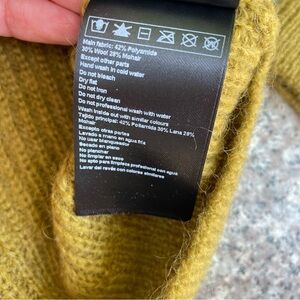 Main fabric: 42% Polyamide
30% Wool 28% Mohair
Except other parts
Hand wash in cold water
Do not bleach
Dry flat
Do not iron
Do not dry clean
Do not professional wash with water
Wash inside out with similar colours
Tejido principal: 42% Poliamida 30% Lana 28%
Mohair
Excepto otras partes
Lavado a mano en agua fria
No usar blanqueador
Secado en plano
No planchar
No limpiar en seco
No apto para limpieza profesional con agua
Lavar del revés con colores similares